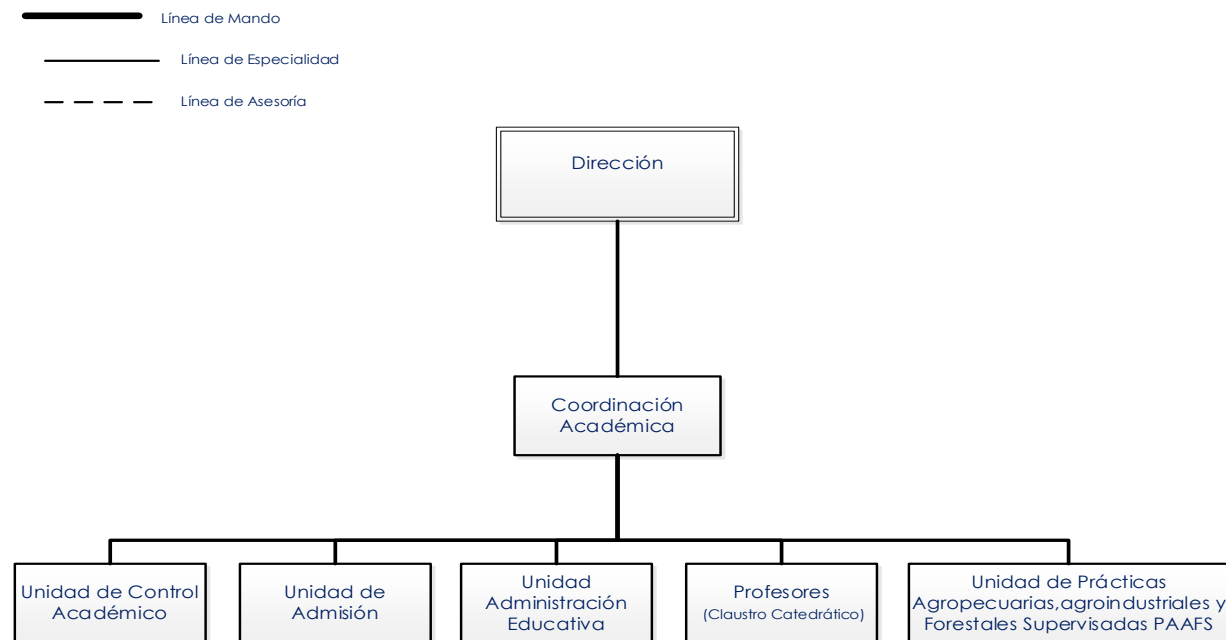 Línea de Mando
Línea de Especialidad
Línea de Asesoría
Dirección
Coordinación
Académica
Unidad de Control
Académico
Unidad de
Admisión
Unidad
Administración
Educativa
Profesores
(Claustro Catedrático)
Unidad de Prácticas
Agropecuarias,agroindustriales y
Forestales Supervisadas PAAFS